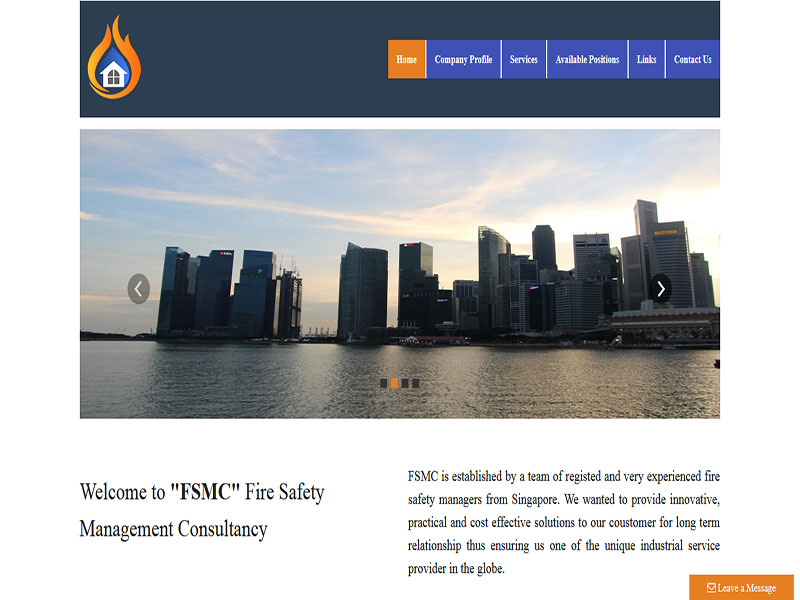 Home
Company Profile
Services
Available Positions
Links
Contact Us
Welcome to "FSMC" Fire Safety
Management Consultancy
FSMC is established by a team of registed and very experienced fire
safety managers from Singapore. We wanted to provide innovative,
practical and cost effective solutions to our coustomer for long term
relationship thus ensuring us one of the unique industrial service
provider in the globe.
Leave a Message